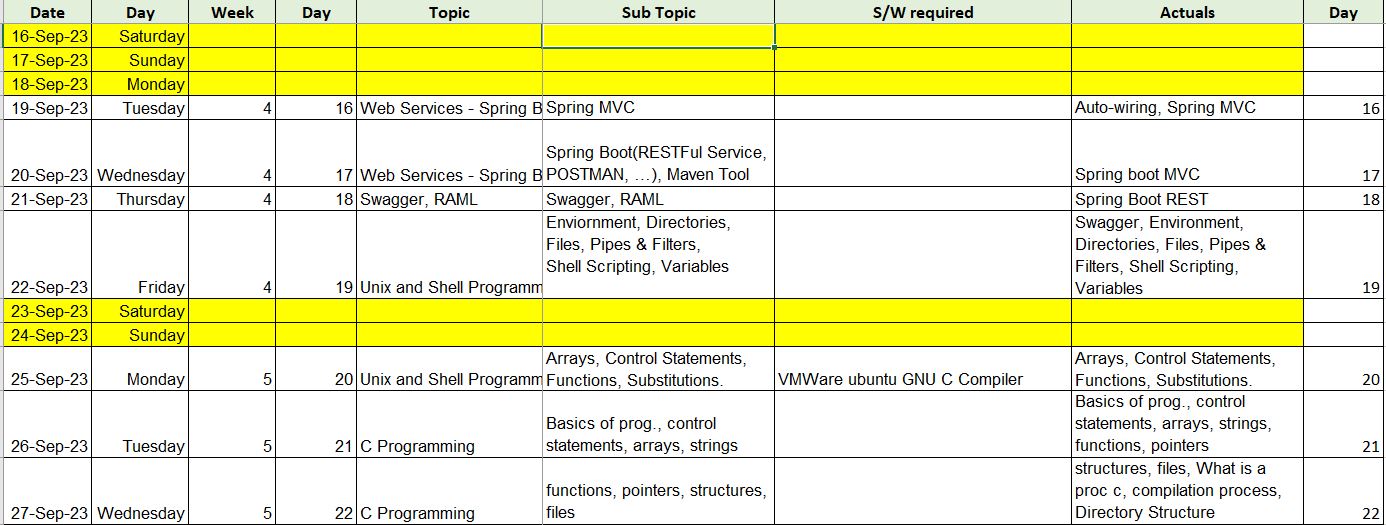 Date Day Week Day Topic Sub Topic S/W required Actuals Day
16-Sep-23 Saturday
17-Sep-23 Sunday
18-Sep-23 Monday
19-Sep-23 Tuesday 4 16 Web Services - Spring B Spring MVC Auto-wiring, Spring MVC 16
Spring Boot(RESTFul Service,
20-Sep-23 Wednesday 4 17 Web Services - Spring B POSTMAN, ...), Maven Tool Spring boot MVC 17
21-Sep-23 Thursday 4 18 Swagger, RAML Swagger, RAML Spring Boot REST 18
Enviornment, Directories, Swagger, Environment,
Files, Pipes & Filters, Directories, Files, Pipes &
Shell Scripting, Variables Filters, Shell Scripting,
22-Sep-23 Friday 4 19 Unix and Shell Programm Variables 19
23-Sep-23 Saturday
24-Sep-23 Sunday
Arrays, Control Statements, Arrays, Control Statements,
25-Sep-23 Monday 5 20 Unix and Shell Programm Functions, Substitutions. VMWare ubuntu GNU C Compiler Functions, Substitutions. 20
Basics of prog., control
Basics of prog., control statements, arrays, strings,
26-Sep-23 Tuesday 5 21 C Programming statements, arrays, strings functions, pointers 21
structures, files, What is a
functions, pointers, structures, proc c, compilation process,
27-Sep-23 Wednesday 5 22 C Programming files Directory Structure 22